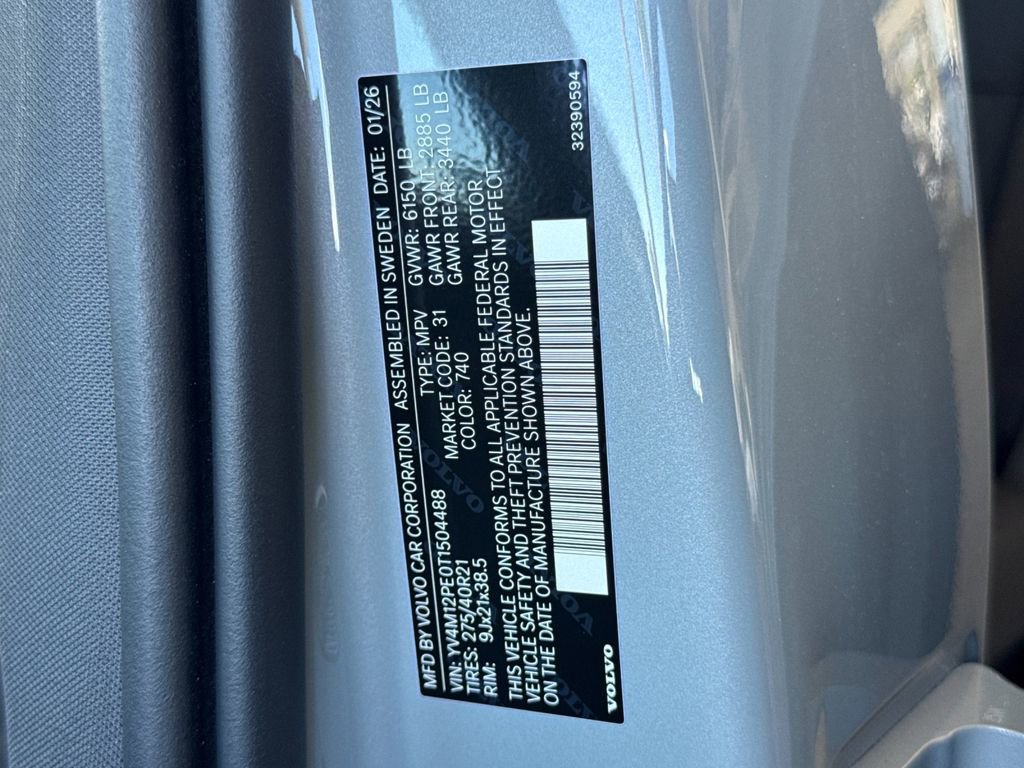 MFD BY VOLVO CAR CORPORATION ASSEMBLED IN SWEDEN DATE: 01/26
VIN: YV4M12PE0T1504488 TYPE: MPV GVWR: 6150 LB
TIRES: 275/40R21 MARKET CODE: 31 GAWR FRONT: 2885 LB
RIM: 9Jx21x38.5 COLOR: 740 GAWR REAR: 3440 LB
THIS VEHICLE CONFORMS TO ALL APPLICABLE FEDERAL MOTOR
VEHICLE SAFETY AND THEFT PREVENTION STANDARDS IN EFFECT
ON THE DATE OF MANUFACTURE SHOWN ABOVE.
VOLVO 32390594